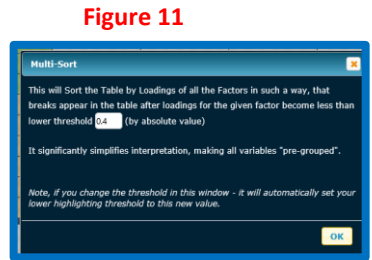 Figure 11
Multi-Sort
This will Sort the Table by Loadings of all the Factors in such a way, that
breaks appear in the table after loadings for the given factor become less than
lower threshold 0.4 (by absolute value)
It significantly simplifies interpretation, making all variables "pre-grouped".
Note, if you change the threshold in this window - it will automatically set your
lower highlighting threshold to this new value.
OK